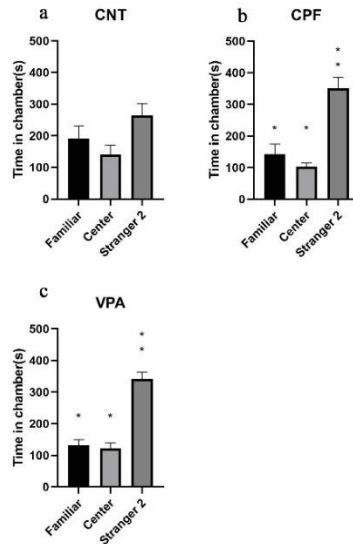 a
CNT
Time in chamber(s)
500
400
300
200
100
0
Familiar
Center
Stranger 2
b
CPF
Time in chamber(s)
500
400
300
200
100
0
*
*
*
*
Familiar
Center
Stranger 2
c
VPA
Time in chamber(s)
500
400
300
200
100
0
*
*
*
*
Familiar
Center
Stranger 2